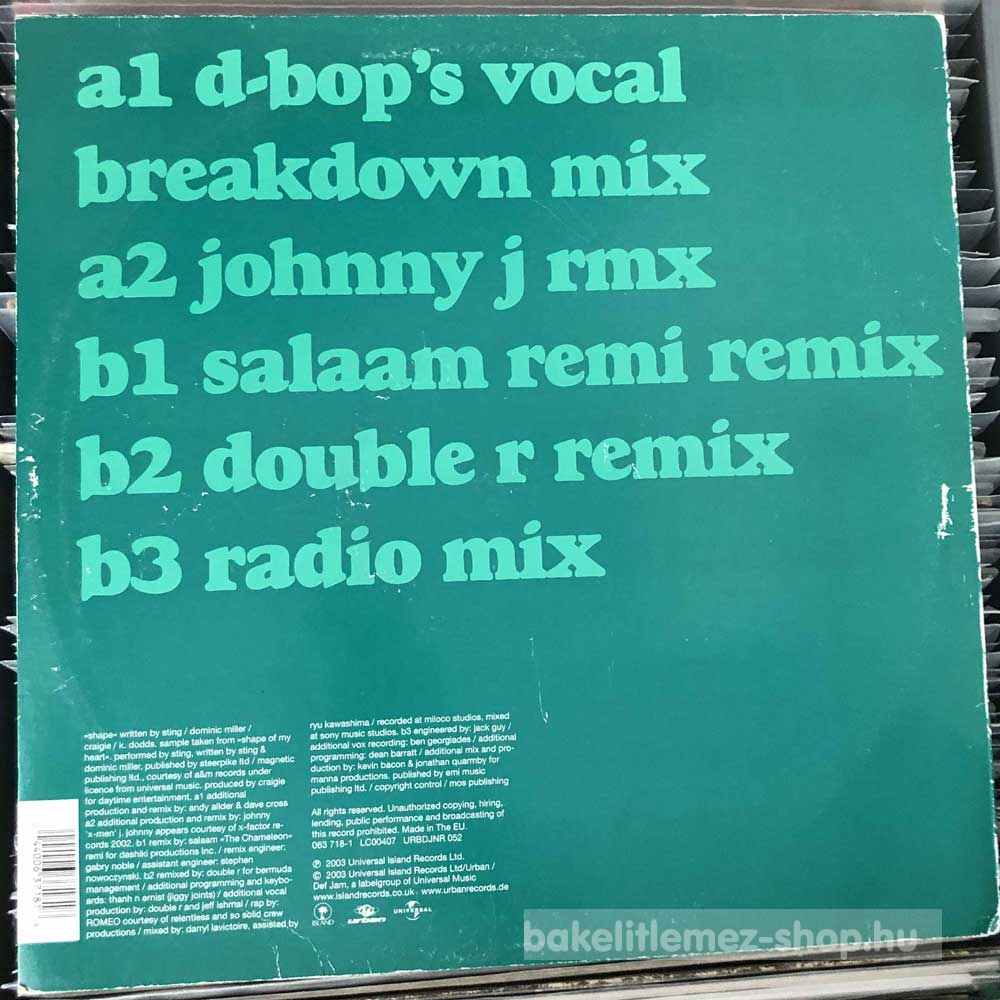 a1 d-bop's vocal
breakdown mix
a2 johnny j rmx
b1 salaam remi remix
b2 double r remix
b3 radio mix
»shape« written by sting / dominic miller /
craigie / k. dodds. sample taken from »shape of my
heart«. performed by sting, written by sting &
dominic miller, published by steerpike ltd / magnetic
publishing ltd., courtesy of a&m records under
licence from universal music. produced by craigie
for daytime entertainment. a1 additional
production and remix by: andy allder & dave cross
a2 additional production and remix by: johnny
'x-men' j. johnny appears courtesy of x-factor re-
cords 2002. b1 remix by: salaam »The Chameleon«
remi for dashiki productions Inc. / remix engineer:
gabry noble / assistant engineer: stephen
nowoczynski. b2 remixed by: double r for bermuda
management / additional programming and keybo-
ards: thanh n ernist (jiggy joints) / additional vocal
production by: double r and jeff lehmal / rap by:
ROMEO courtesy of relentless and so solid crew
productions / mixed by: darryl lavictoire, assisted by
ryu kawashima / recorded at miloco studios, mixed
at sony music studios. b3 engineered by: jack guy /
additional vox recording: ben georgiades / additional
programming: dean barratt / additional mix and pro-
duction by: kevin bacon & jonathan quarmby for
manna productions. published by emi music
publishing ltd. / copyright control / mos publishing
All rights reserved. Unauthorized copying, hiring,
lending, public performance and broadcasting of
this record prohibited. Made in The EU.
063 718-1 LC00407 URBDJNR 052
℗ 2003 Universal Island Records Ltd.
© 2003 Universal Island Records Ltd/Urban /
Def Jam, a labelgroup of Universal Music
www.islandrecords.co.uk www.urbanrecords.de
ISLAND urban UNIVERSAL
bakelitlemez-shop.hu